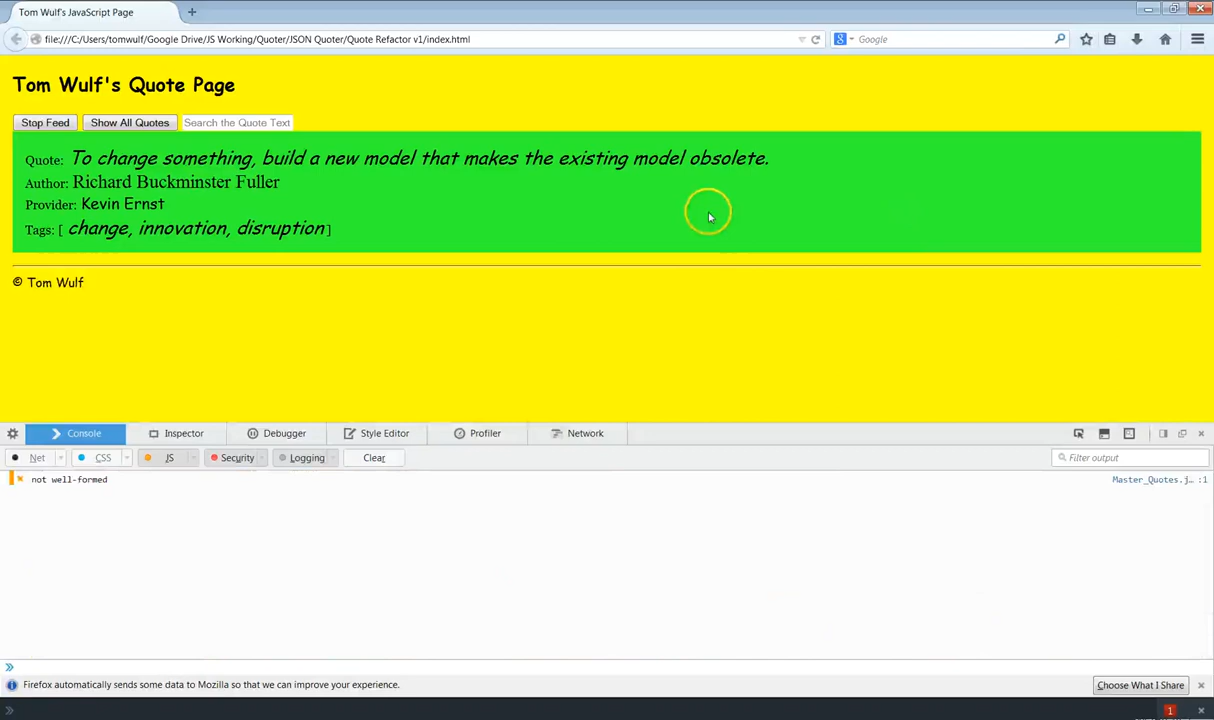 Tom Wulf's JavaScript Page
file:///C:/Users/tomwulf/Google Drive/JS Working/Quoter/JSON Quoter/Quote Refactor v1/index.html
Google
Tom Wulf's Quote Page
Stop Feed Show All Quotes Search the Quote Text
Quote: To change something, build a new model that makes the existing model obsolete.
Author: Richard Buckminster Fuller
Provider: Kevin Ernst
Tags: [ change, innovation, disruption ]
© Tom Wulf
Console Inspector Debugger Style Editor Profiler Network
Net CSS JS Security Logging Clear Filter output
not well-formed Master_Quotes.j… :1
Firefox automatically sends some data to Mozilla so that we can improve your experience. Choose What I Share
1